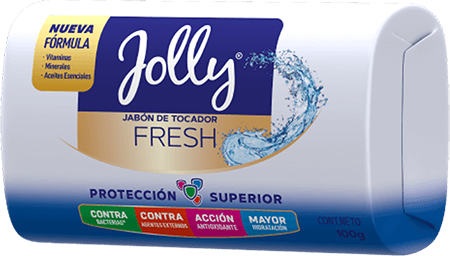 NUEVA
FÓRMULA
· Vitaminas
· Minerales
· Aceites Esenciales
Jolly®
JABÓN DE TOCADOR
FRESH
PROTECCIÓN SUPERIOR
CONTRA
BACTERIAS*
CONTRA
AGENTES EXTERNOS
ACCIÓN
ANTIOXIDANTE
MAYOR
HIDRATACIÓN
CONT.NETO
100g